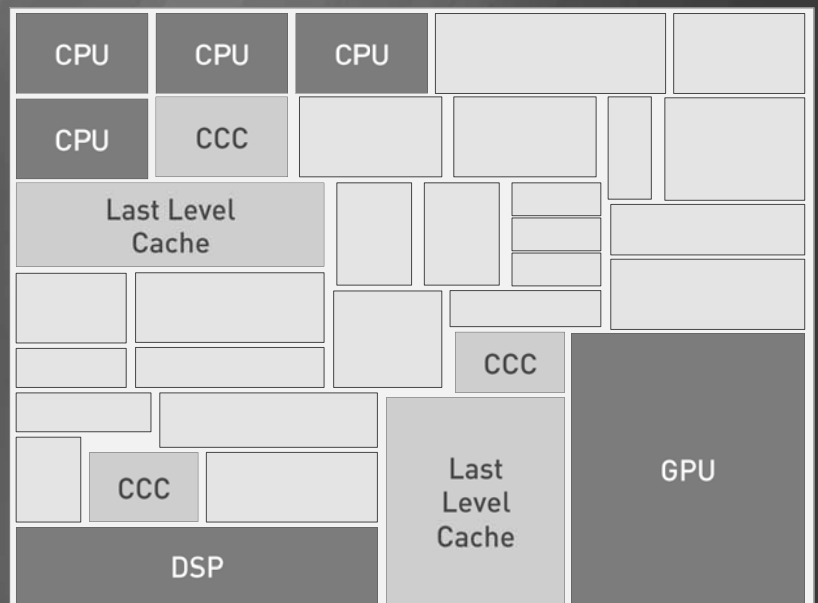 CPU
CPU
CPU
CPU
CCC
Last Level
Cache
CCC
Last
Level
Cache
GPU
CCC
DSP